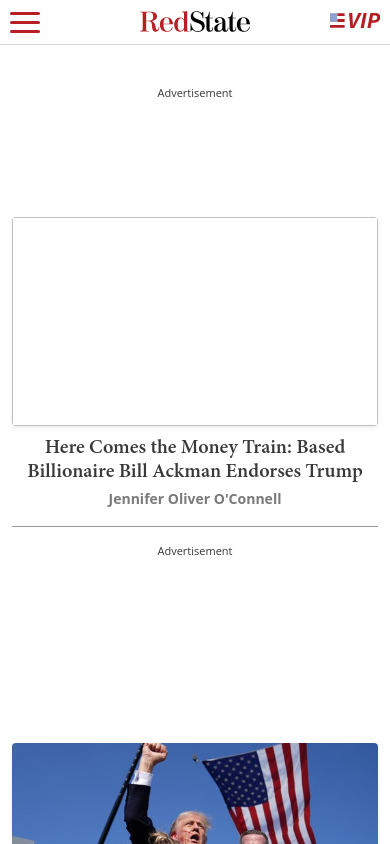 RedState
VIP
Advertisement
Here Comes the Money Train: Based
Billionaire Bill Ackman Endorses Trump
Jennifer Oliver O'Connell
Advertisement